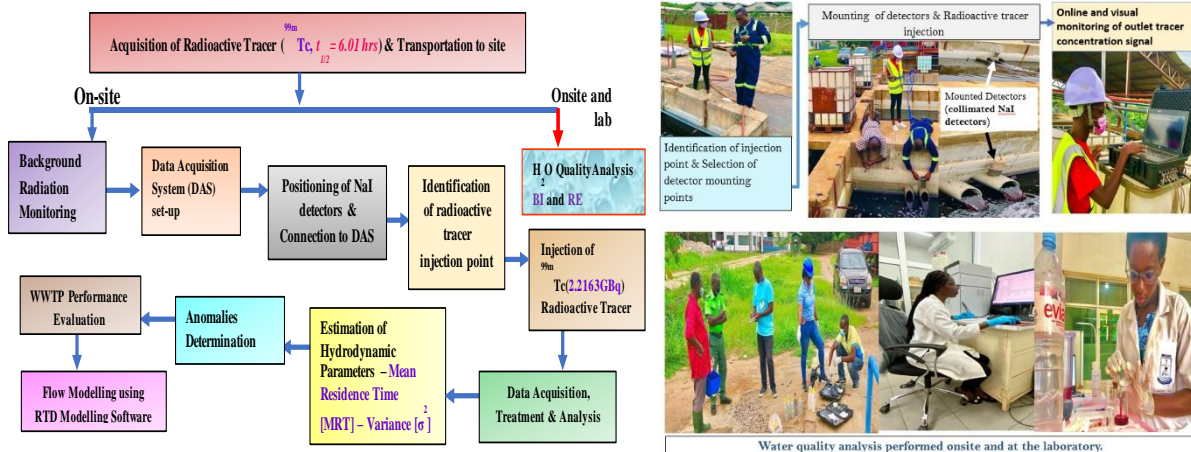 99m
Acquisition of Radioactive Tracer ( Tc, t = 6.01 hrs) & Transportation to site
1/2
On-site
Onsite and
lab
Background
Radiation
Monitoring
Data Acquisition
System (DAS)
set-up
Positioning of NaI
detectors &
Connection to DAS
Identification
of radioactive
tracer
injection point
H O Quality Analysis
2
BI and RE
Injection of
99m
Tc(2.2163GBq)
Radioactive Tracer
WWTP Performance
Evaluation
Anomalies
Determination
Estimation of
Hydrodynamic
Parameters – Mean
Residence Time
[MRT] – Variance [σ 2 ]
Data Acquisition,
Treatment & Analysis
Flow Modelling using
RTD Modelling Software
Mounting of detectors & Radioactive tracer
injection
Online and visual
monitoring of outlet tracer
concentration signal
Mounted Detectors
(collimated NaI
detectors)
Identification of injection
point & Selection of
detector mounting
points
evia
Water quality analysis performed onsite and at the laboratory.